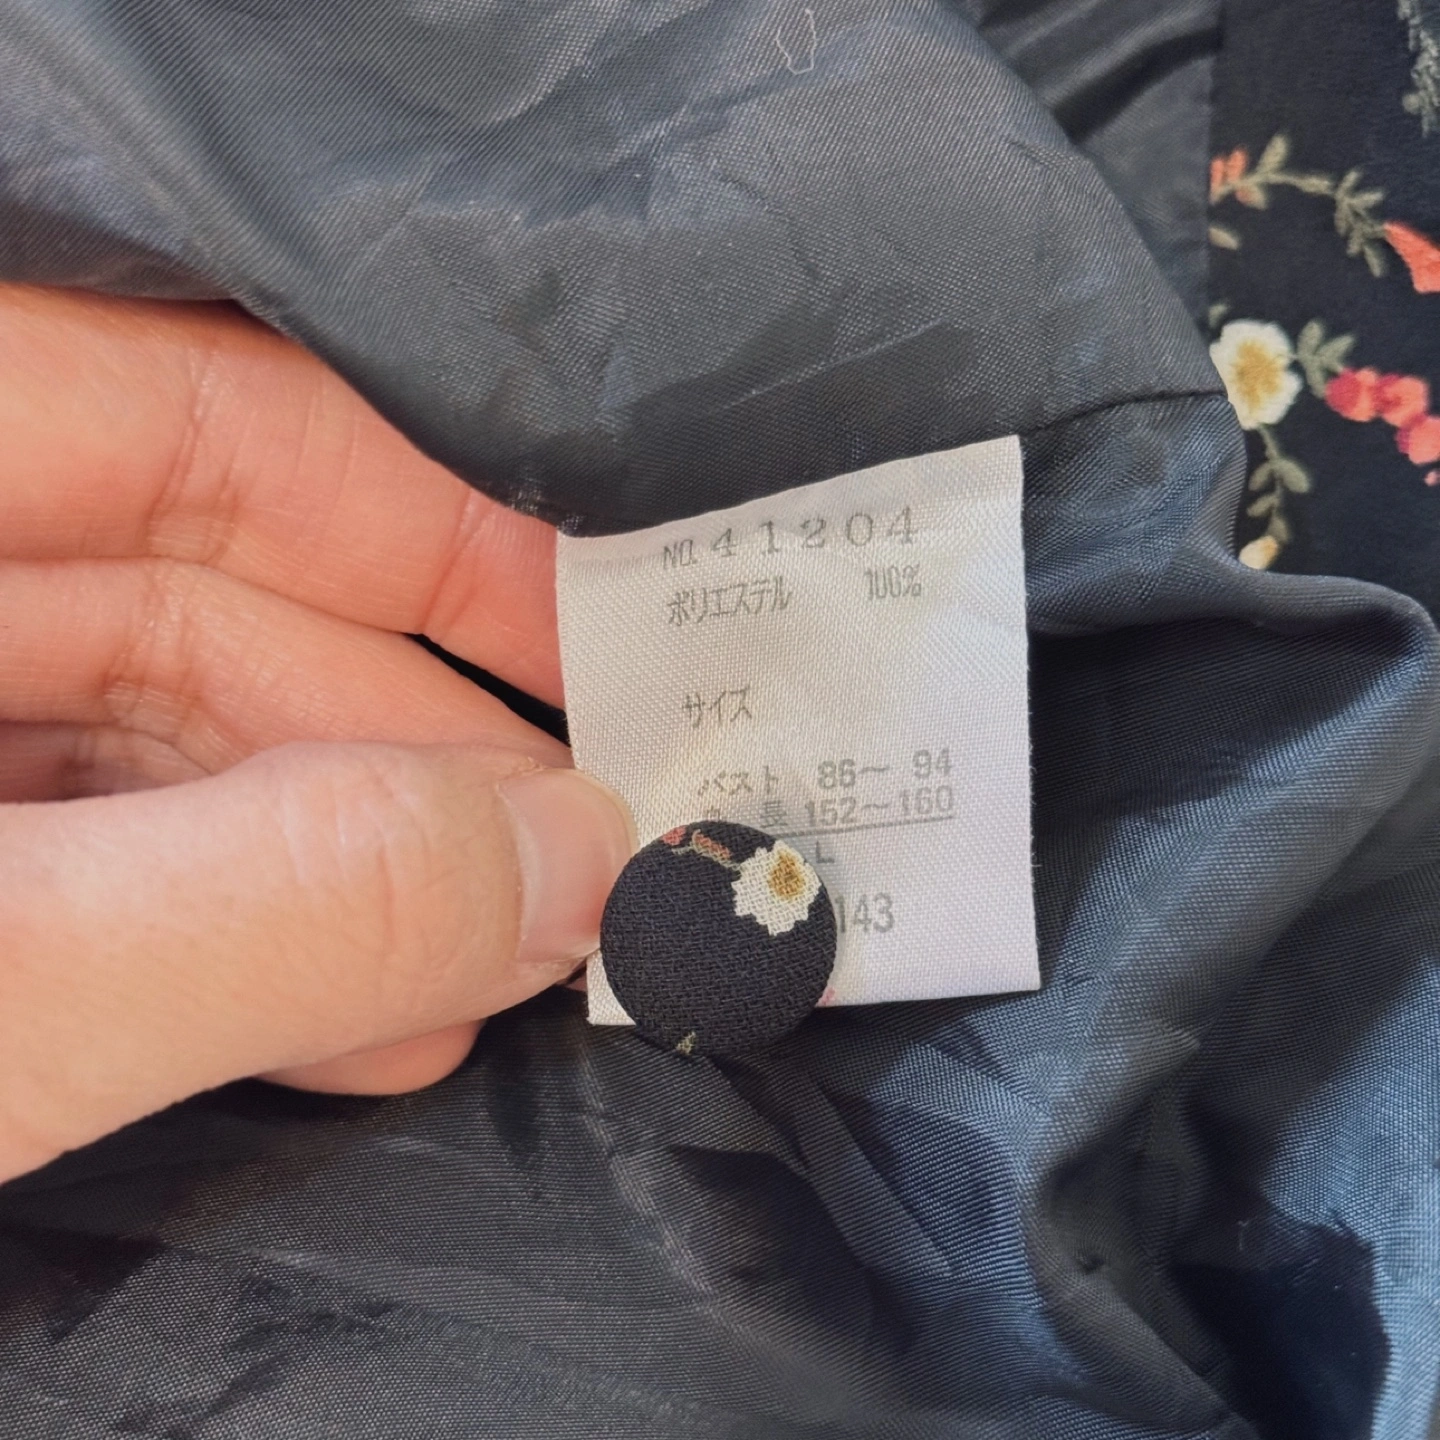 NO. 41204
ポリエステル 100%
サイズ
バスト 86〜 94
長 152〜160
L
143